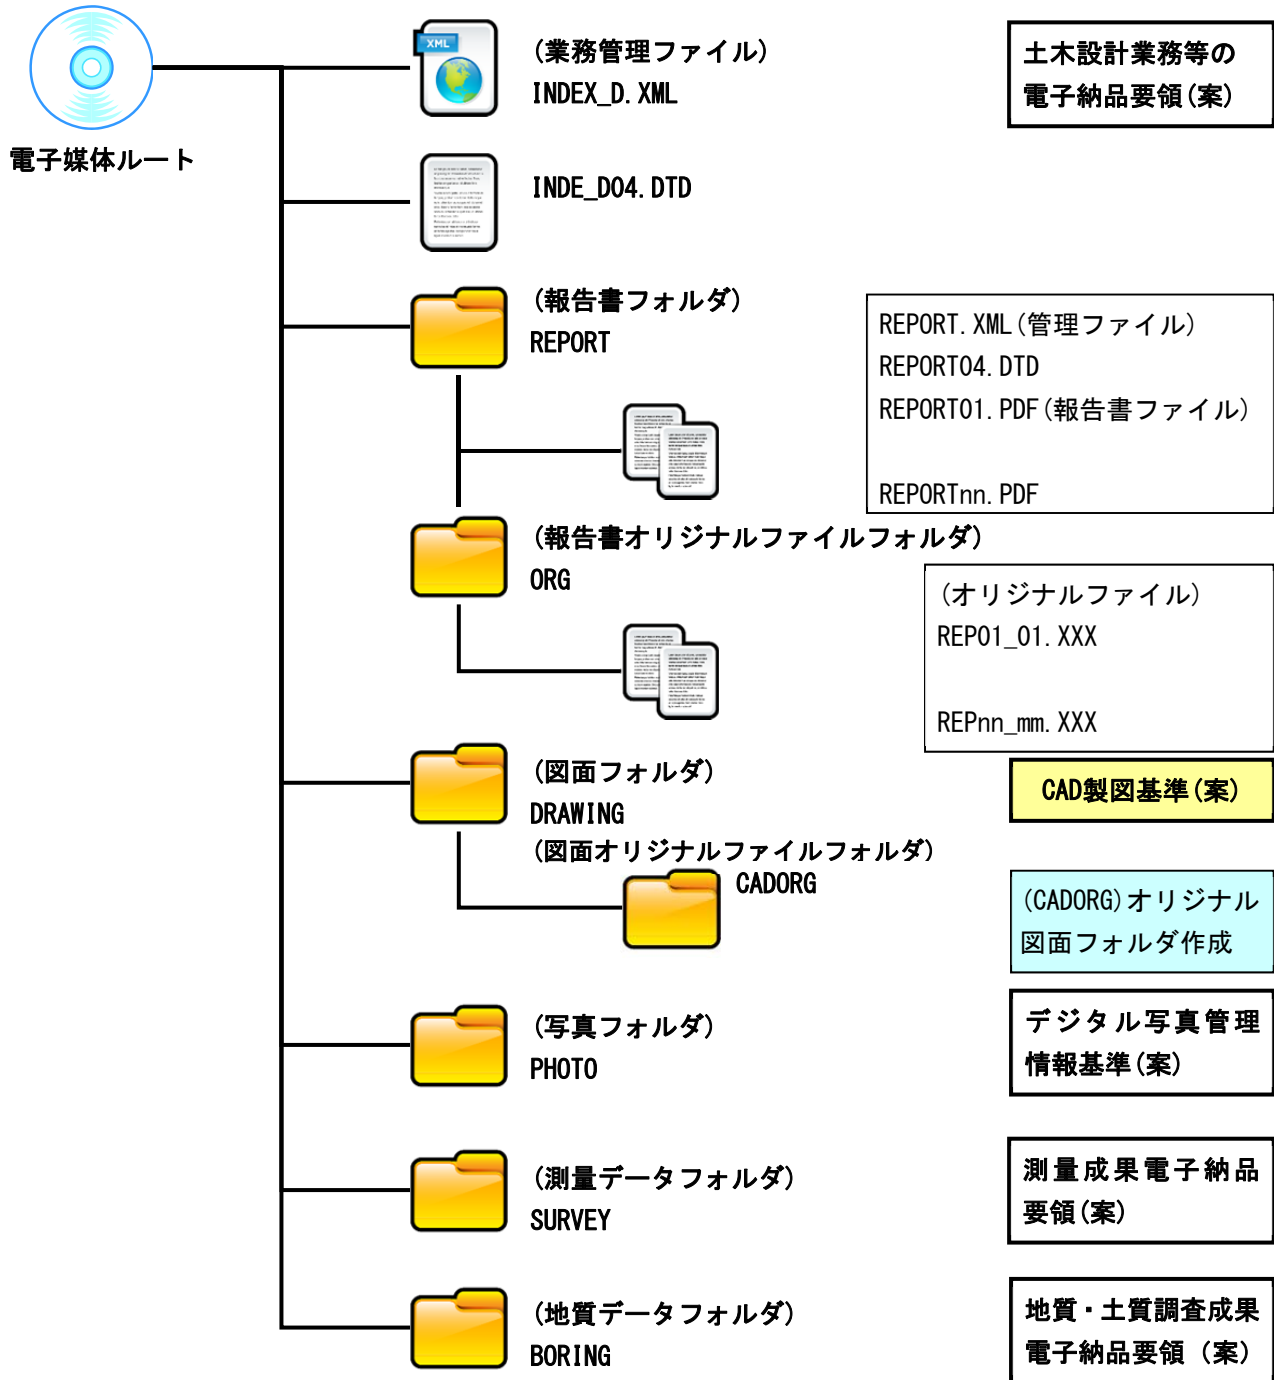 XML
(業務管理ファイル)
INDEX_D.XML
土木設計業務等の
電子納品要領(案)
電子媒体ルート
INDE_D04.DTD
(報告書フォルダ)
REPORT
REPORT.XML(管理ファイル)
REPORT04.DTD
REPORT01.PDF(報告書ファイル)
REPORTnn.PDF
(報告書オリジナルファイルフォルダ)
ORG
(オリジナルファイル)
REP01_01.XXX
REPnn_mm.XXX
(図面フォルダ)
DRAWING
CAD製図基準(案)
(図面オリジナルファイルフォルダ)
CADORG
(CADORG)オリジナル
図面フォルダ作成
(写真フォルダ)
PHOTO
デジタル写真管理
情報基準(案)
(測量データフォルダ)
SURVEY
測量成果電子納品
要領(案)
(地質データフォルダ)
BORING
地質・土質調査成果
電子納品要領（案）